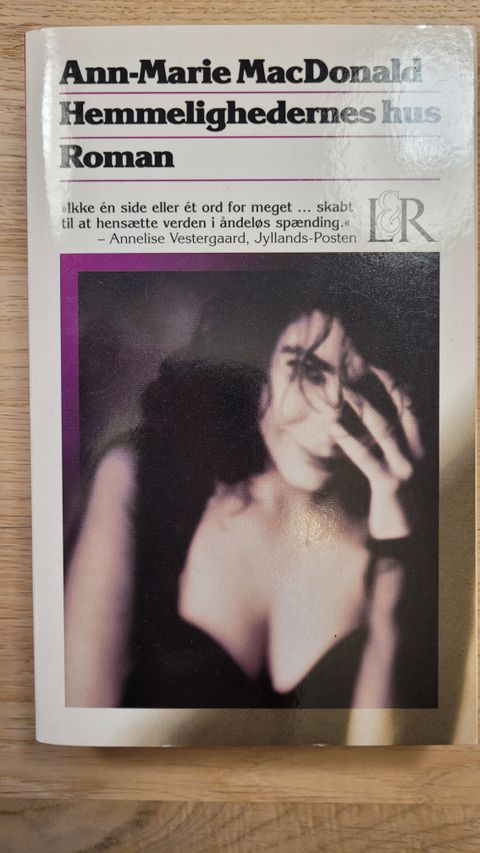 Ann-Marie MacDonald
Hemmelighedernes hus
Roman
»Ikke én side eller ét ord for meget ... skabt
til at hensætte verden i åndeløs spænding.«
– Annelise Vestergaard, Jyllands-Posten
L&R